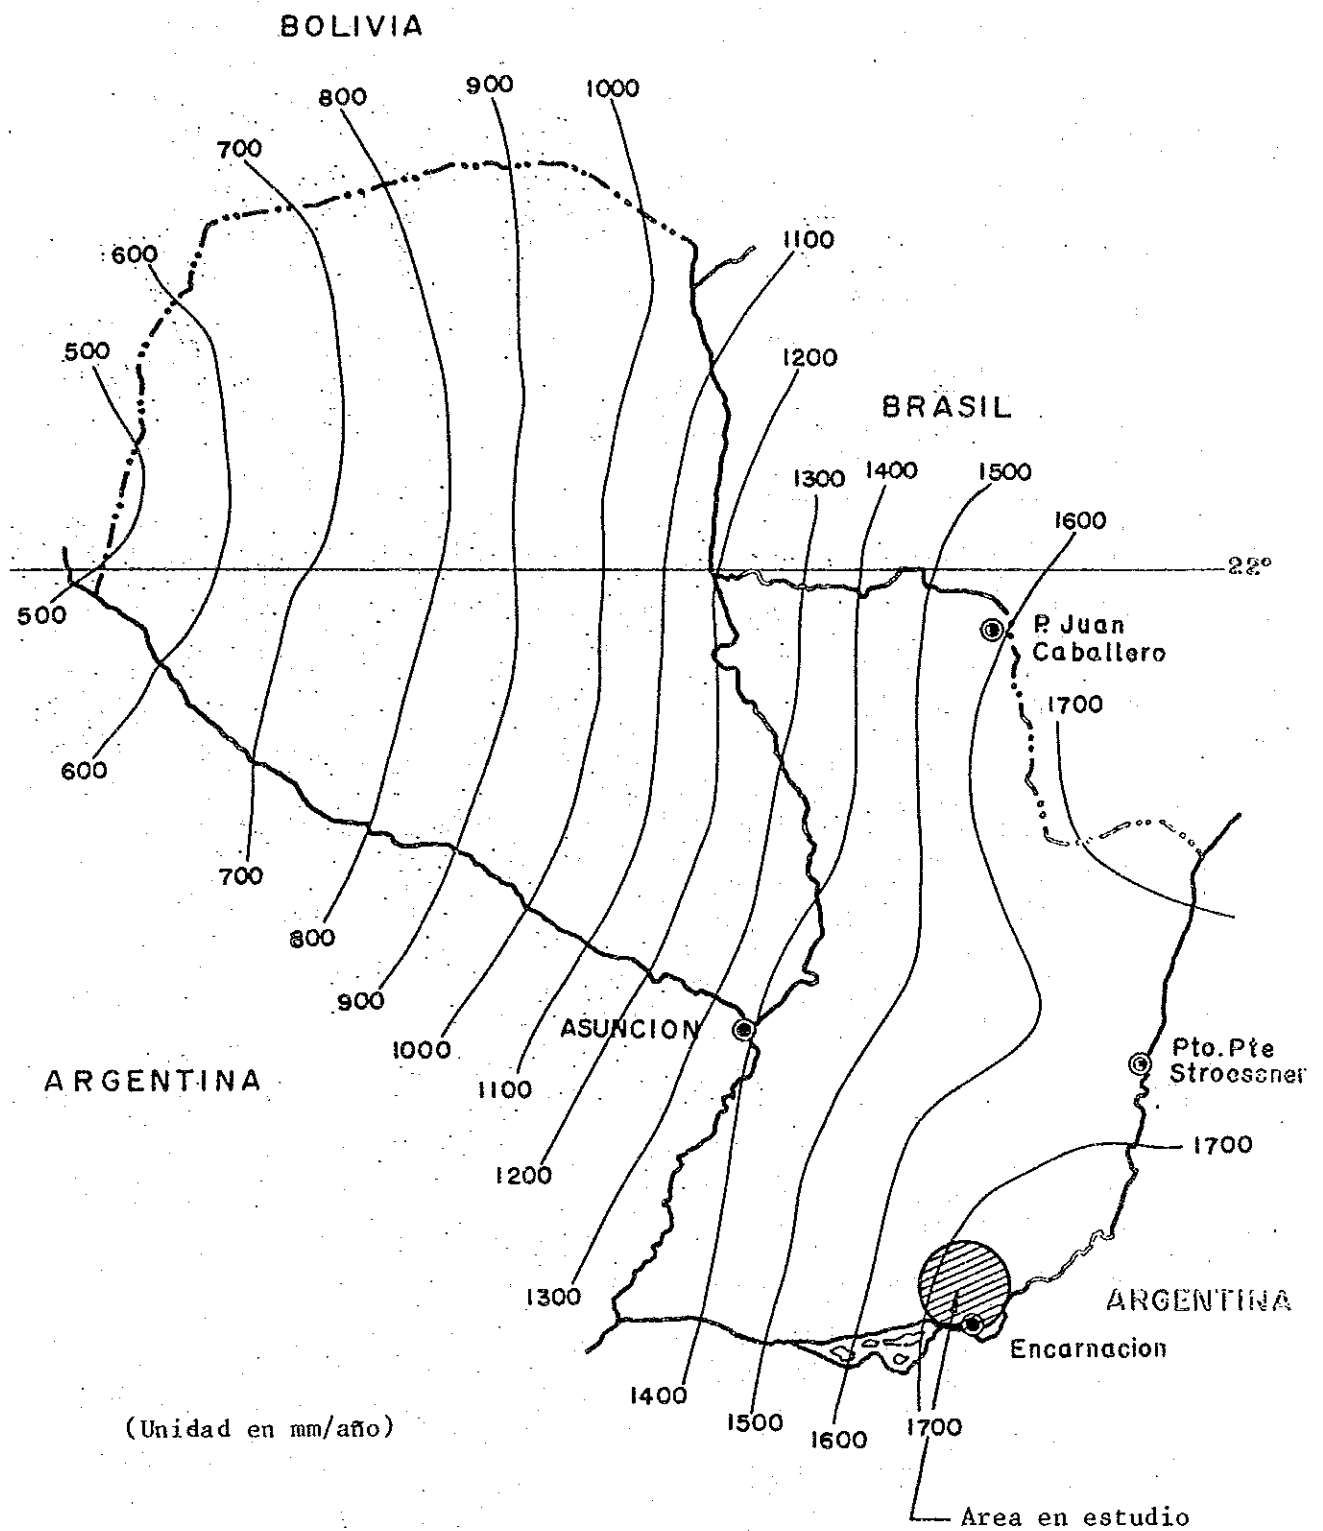 BOLIVIA
900
1000
800
700
1100
600
500
1200
BRASIL
1400
1500
1300
1600
22°
500
P. Juan
Caballero
1700
600
700
800
900
ASUNCION
1000
Pto. Pte
Stroessner
ARGENTINA
1100
1700
1200
1300
ARGENTINA
Encarnacion
1400
1500
1700
1600
(Unidad en mm/año)
Area en estudio